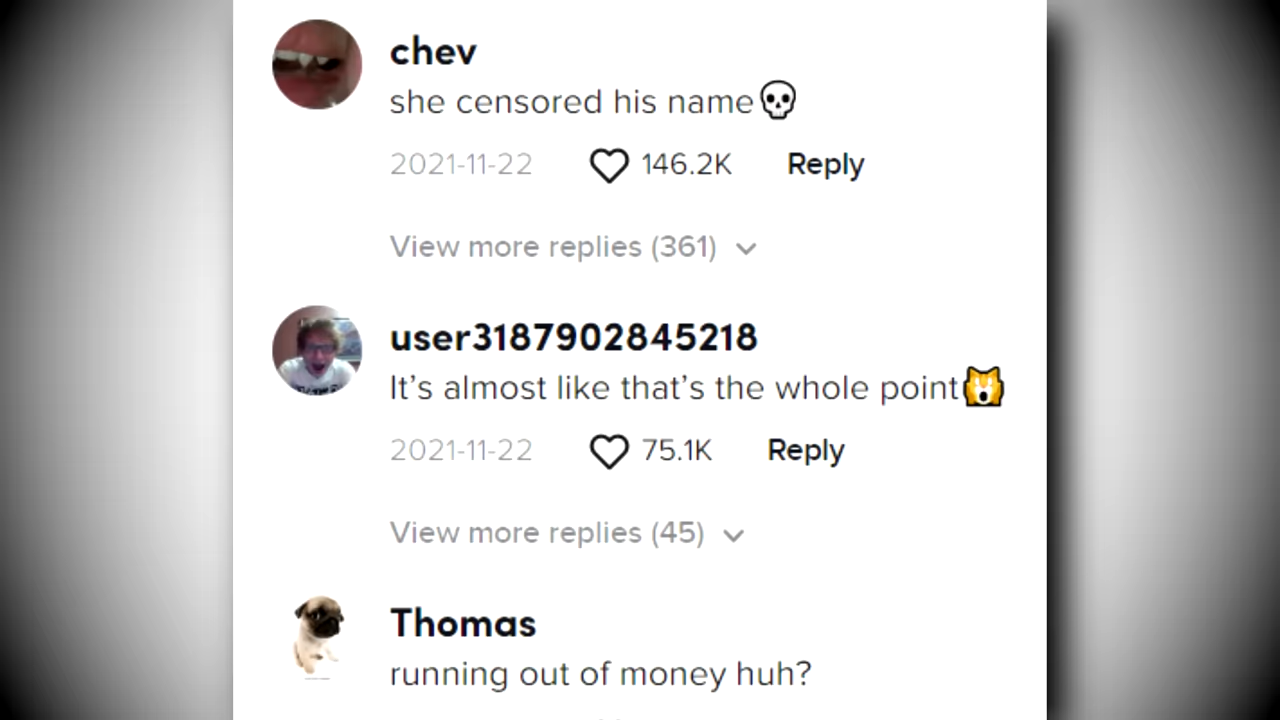 chev
she censored his name💀
2021-11-22 146.2K Reply
View more replies (361)
user3187902845218
It's almost like that's the whole point🙀
2021-11-22 75.1K Reply
View more replies (45)
Thomas
running out of money huh?